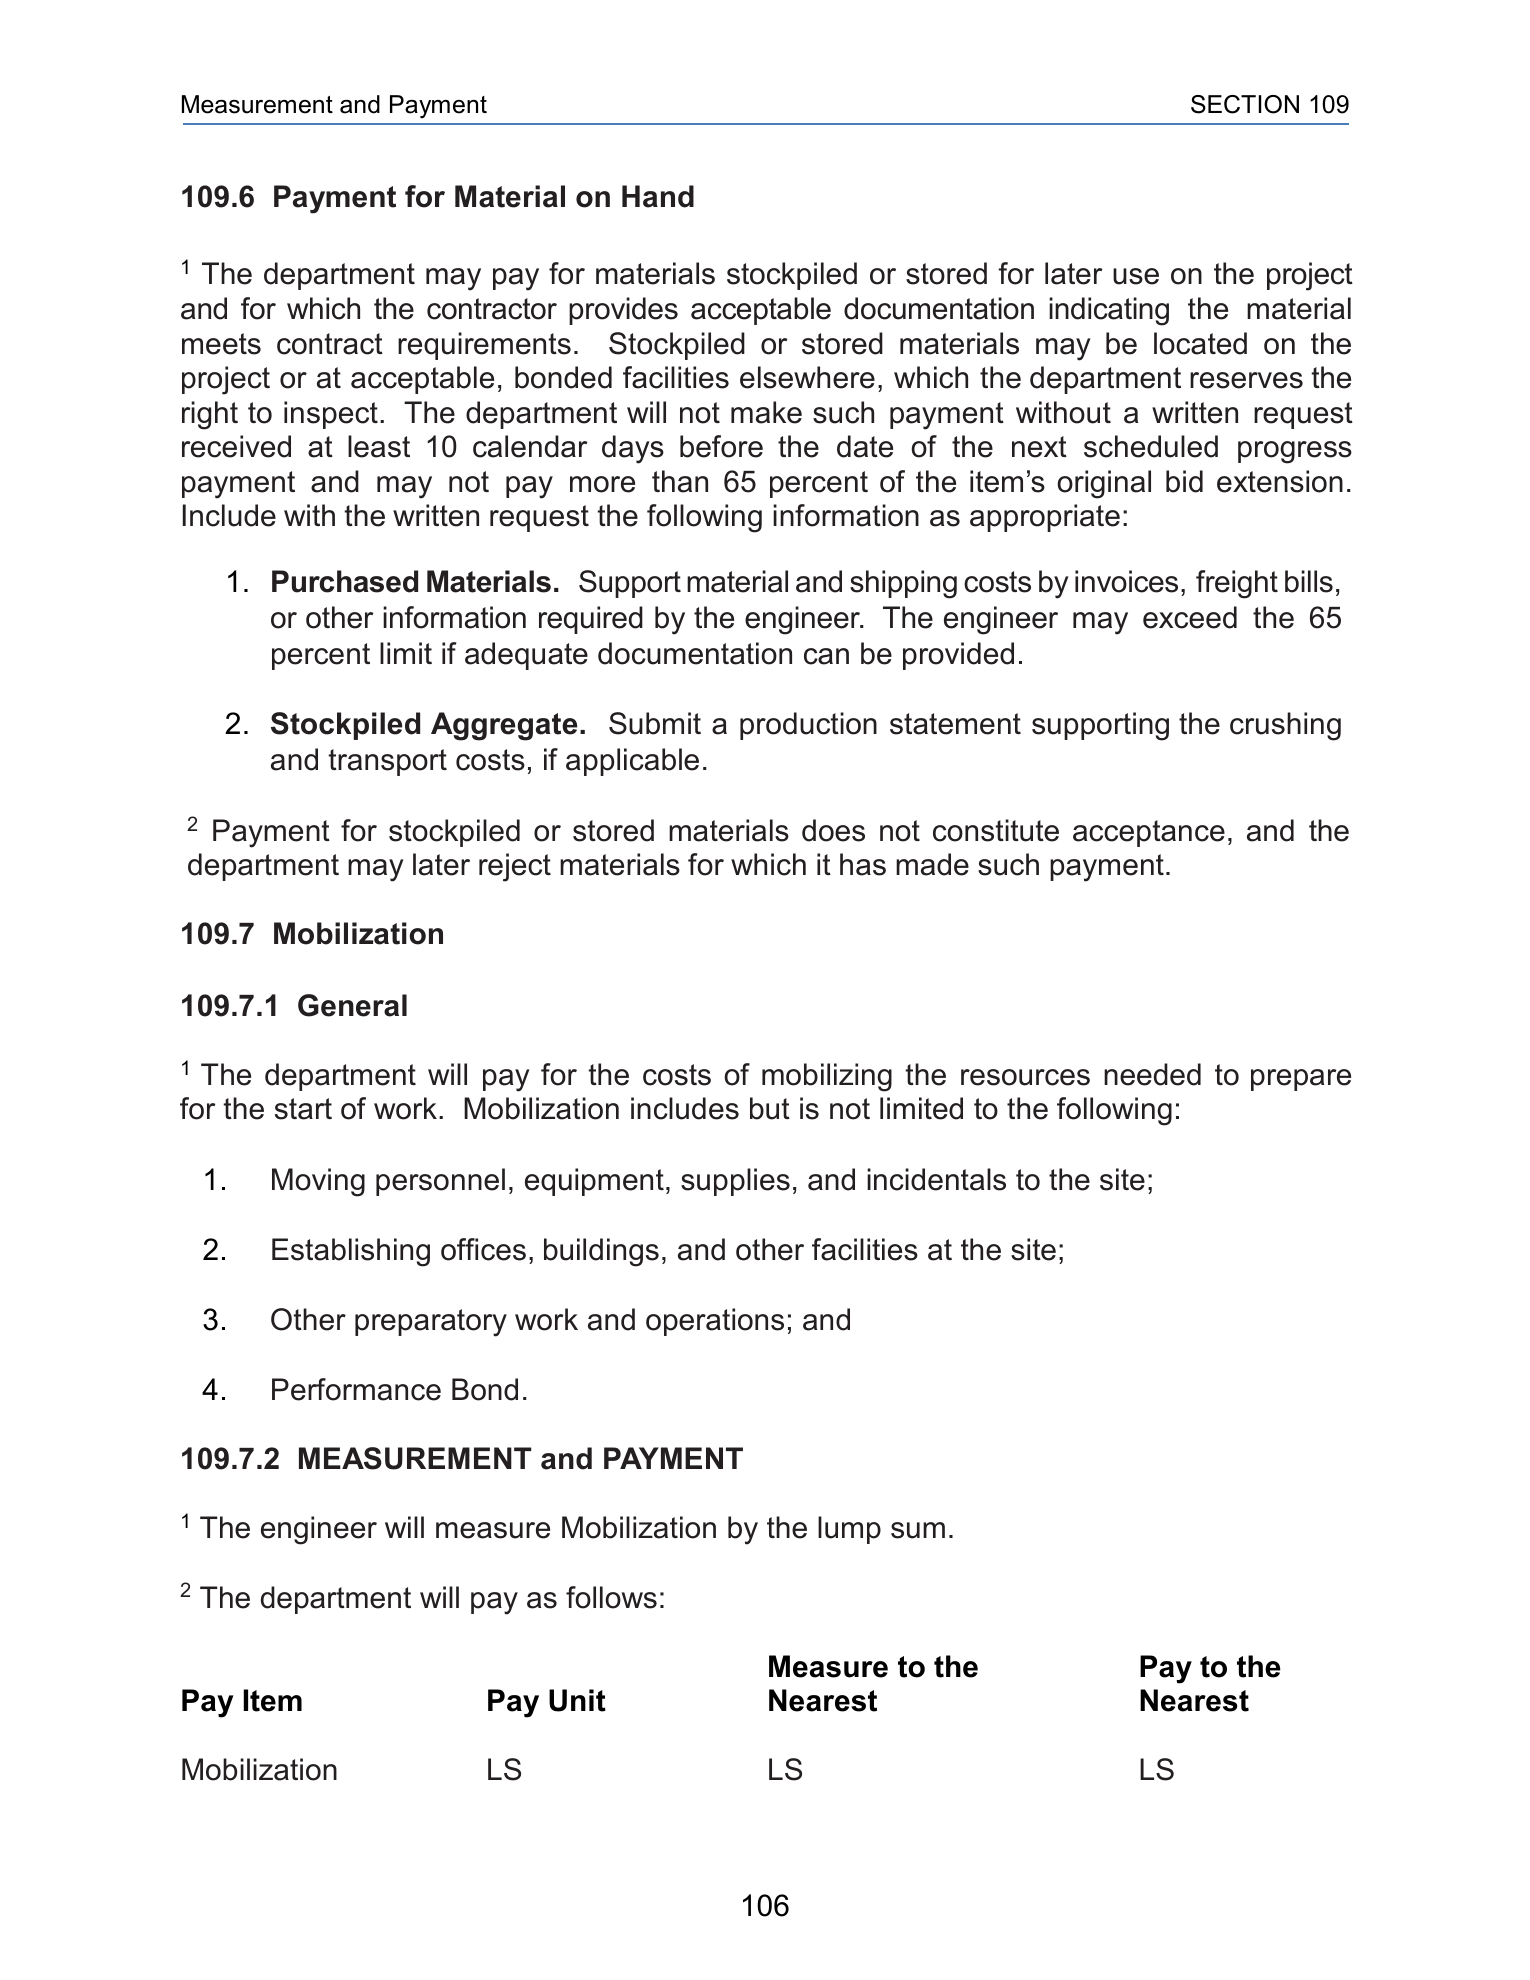 Measurement and Payment SECTION 109
109.6 Payment for Material on Hand
1 The department may pay for materials stockpiled or stored for later use on the project
and for which the contractor provides acceptable documentation indicating the material
meets contract requirements. Stockpiled or stored materials may be located on the
project or at acceptable, bonded facilities elsewhere, which the department reserves the
right to inspect. The department will not make such payment without a written request
received at least 10 calendar days before the date of the next scheduled progress
payment and may not pay more than 65 percent of the item’s original bid extension.
Include with the written request the following information as appropriate:
1. Purchased Materials. Support material and shipping costs by invoices, freight bills,
or other information required by the engineer. The engineer may exceed the 65
percent limit if adequate documentation can be provided.
2. Stockpiled Aggregate. Submit a production statement supporting the crushing
and transport costs, if applicable.
2 Payment for stockpiled or stored materials does not constitute acceptance, and the
department may later reject materials for which it has made such payment.
109.7 Mobilization
109.7.1 General
1 The department will pay for the costs of mobilizing the resources needed to prepare
for the start of work. Mobilization includes but is not limited to the following:
1. Moving personnel, equipment, supplies, and incidentals to the site;
2. Establishing offices, buildings, and other facilities at the site;
3. Other preparatory work and operations; and
4. Performance Bond.
109.7.2 MEASUREMENT and PAYMENT
1 The engineer will measure Mobilization by the lump sum.
2 The department will pay as follows:
Measure to the Pay to the
Pay Item Pay Unit Nearest Nearest
Mobilization LS LS LS
106